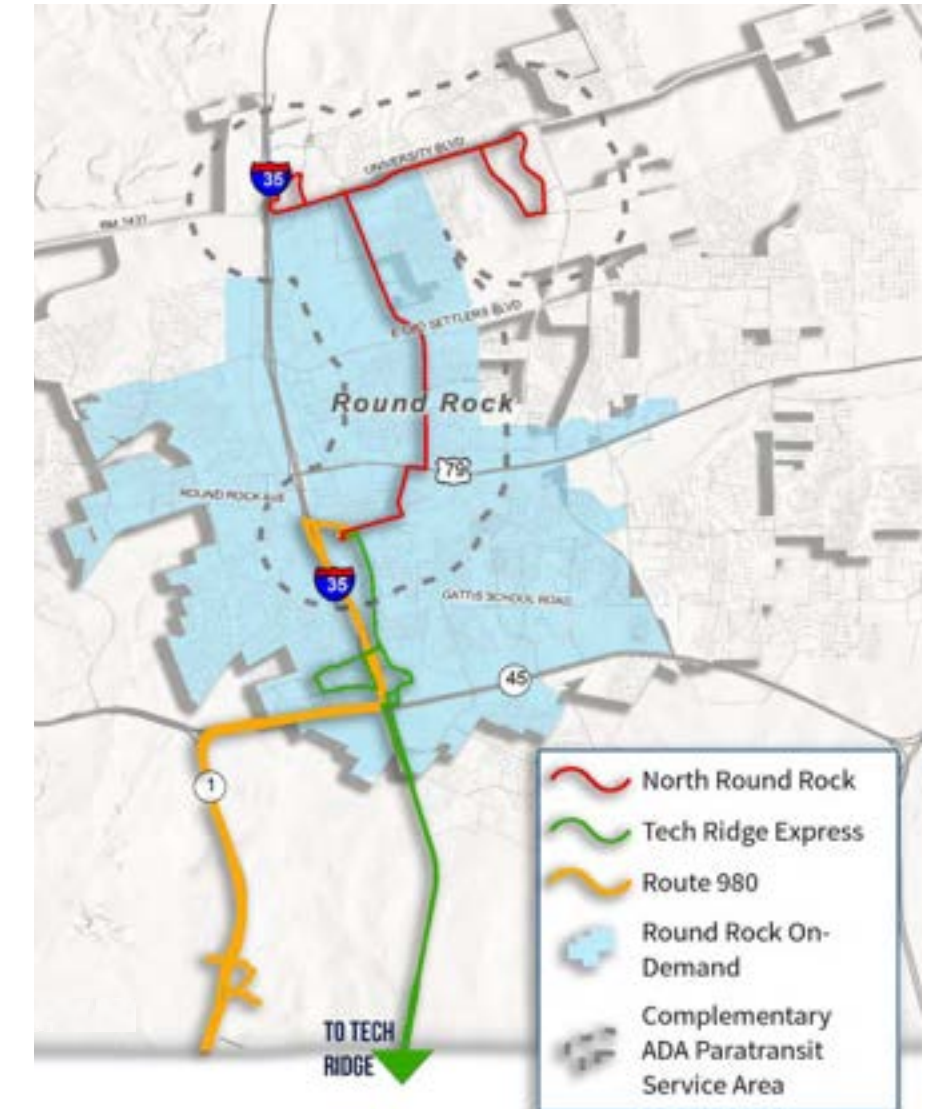 UNIVERSITY BLVD
35
RM 1431
E OLD SETTLERS BLVD
Round Rock
79
ROUND ROCK AVE
35
GATTIS SCHOOL ROAD
45
1
North Round Rock
Tech Ridge Express
Route 980
Round Rock On-
Demand
Complementary
ADA Paratransit
Service Area
TO TECH
RIDGE